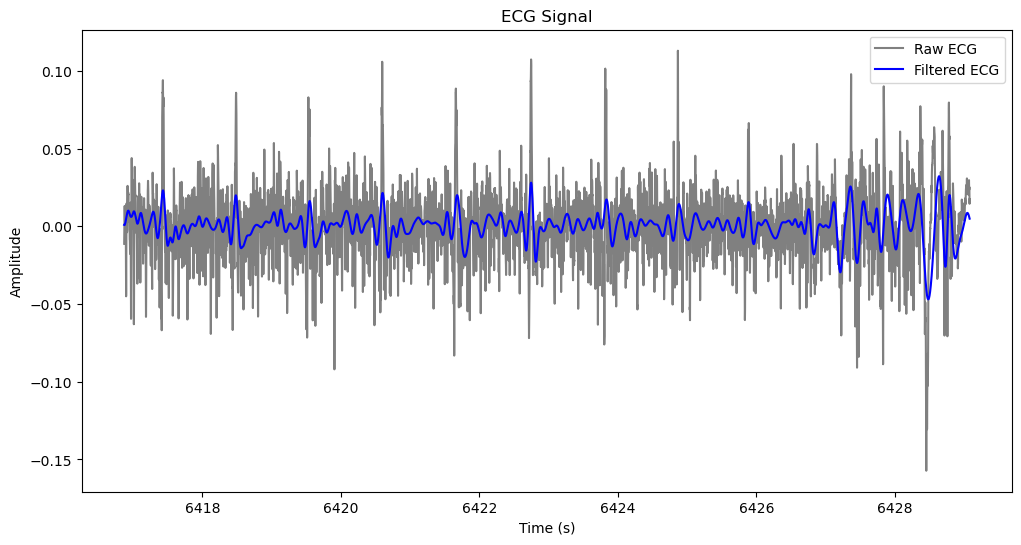 ECG Signal
Raw ECG
Filtered ECG
0.10
0.05
0.00
−0.05
−0.10
−0.15
Amplitude
6418 6420 6422 6424 6426 6428
Time (s)